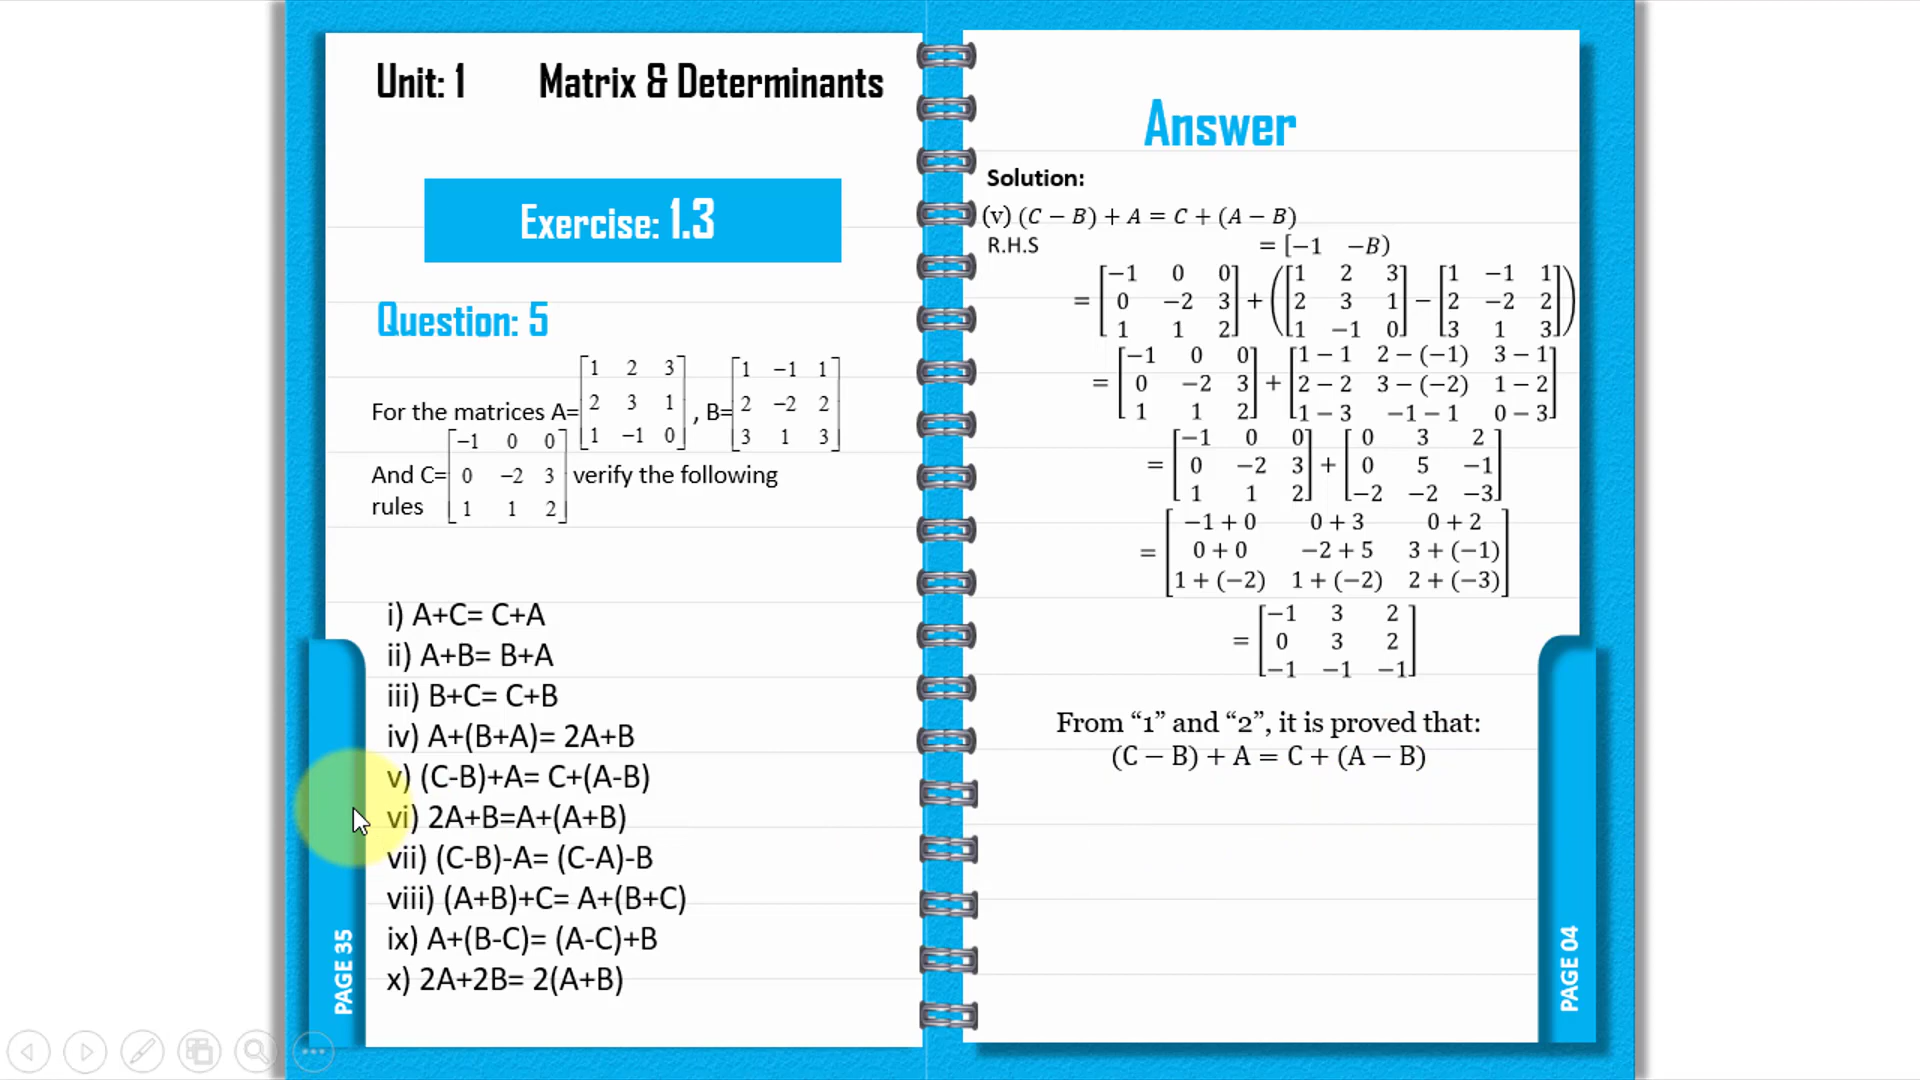 Unit: 1 Matrix & Determinants
Exercise: 1.3
Question: 5
For the matrices A= [1 2 3; 2 3 1; 1 −1 0] , B= [1 −1 1; 2 −2 2; 3 1 3]
And C= [−1 0 0; 0 −2 3; 1 1 2] verify the following
rules
i) A+C= C+A
ii) A+B= B+A
iii) B+C= C+B
iv) A+(B+A)= 2A+B
v) (C-B)+A= C+(A-B)
vi) 2A+B=A+(A+B)
vii) (C-B)-A= (C-A)-B
viii) (A+B)+C= A+(B+C)
ix) A+(B-C)= (A-C)+B
x) 2A+2B= 2(A+B)
PAGE 35
Answer
Solution:
(v) (C − B) + A = C + (A − B)
R.H.S = [−1 −B)
= [−1 0 0; 0 −2 3; 1 1 2] + ([1 2 3; 2 3 1; 1 −1 0] − [1 −1 1; 2 −2 2; 3 1 3])
= [−1 0 0; 0 −2 3; 1 1 2] + [1 − 1 2 − (−1) 3 − 1; 2 − 2 3 − (−2) 1 − 2; 1 − 3 −1 − 1 0 − 3]
= [−1 0 0; 0 −2 3; 1 1 2] + [0 3 2; 0 5 −1; −2 −2 −3]
= [−1 + 0 0 + 3 0 + 2; 0 + 0 −2 + 5 3 + (−1); 1 + (−2) 1 + (−2) 2 + (−3)]
= [−1 3 2; 0 3 2; −1 −1 −1]
From “1” and “2”, it is proved that:
(C − B) + A = C + (A − B)
PAGE 04